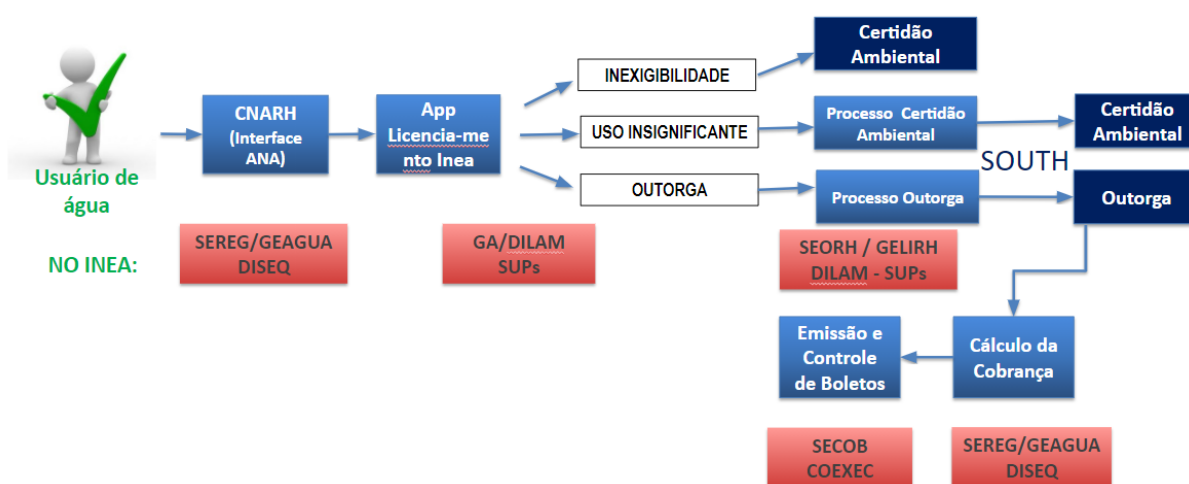 Usuário de
água
NO INEA:
CNARH
(Interface
ANA)
App
Licencia-me
nto Inea
INEXIGIBILIDADE
USO INSIGNIFICANTE
OUTORGA
Certidão
Ambiental
Processo Certidão
Ambiental
Certidão
Ambiental
SOUTH
Processo Outorga
Outorga
SEREG/GEAGUA
DISEQ
GA/DILAM
SUPs
SEORH / GELIRH
DILAM - SUPs
Emissão e
Controle
de Boletos
Cálculo da
Cobrança
SECOB
COEXEC
SEREG/GEAGUA
DISEQ